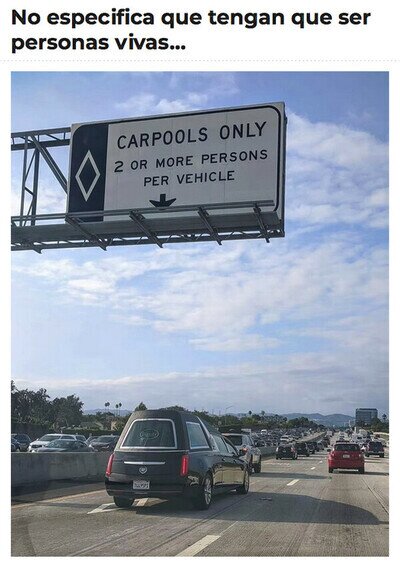 No especifica que tengan que ser
personas vivas...
CARPOOLS ONLY
2 OR MORE PERSONS
PER VEHICLE